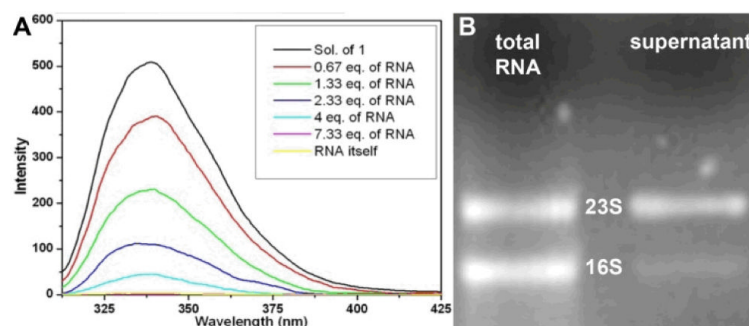 A
600
500
400
300
200
100
0
Intensity
325
350
375
400
425
Wavelength (nm)
Sol. of 1
0.67 eq. of RNA
1.33 eq. of RNA
2.33 eq. of RNA
4 eq. of RNA
7.33 eq. of RNA
RNA itself
B
total
RNA
supernatant
23S
16S